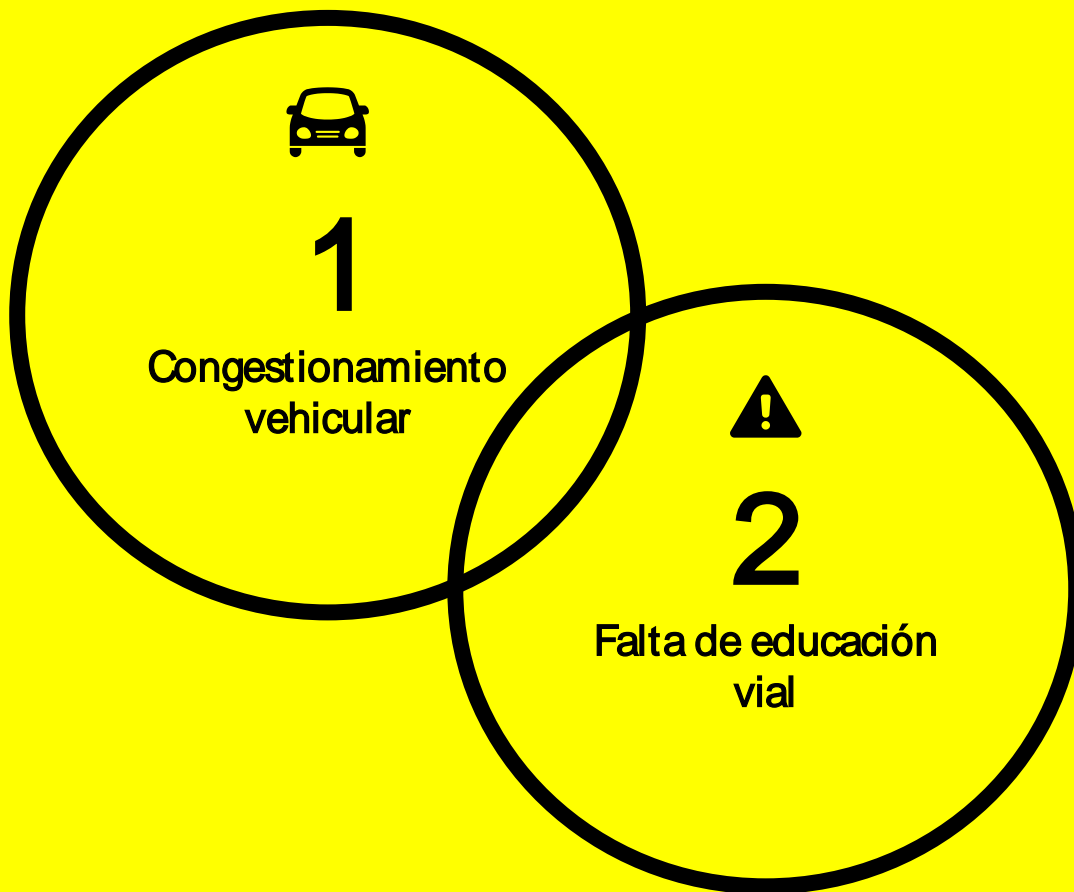 1
Congestionamiento
vehicular
2
Falta de educación
vial